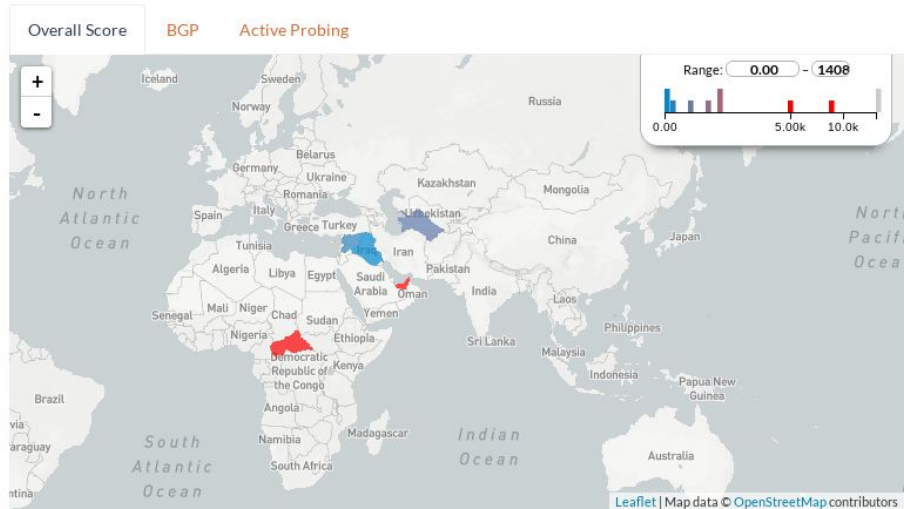 Overall Score BGP Active Probing
+
-
Range: 0.00 – 1408
0.00 5.00k 10.0k
Iceland
Sweden
Norway
Russia
Belarus
Germany
Ukraine
Kazakhstan
Mongolia
Romania
North
Atlantic
Ocean
Spain
Italy
Greece Turkey
Uzbekistan
China
Japan
North
Pacific
Ocea
Tunisia
Iraq
Iran
Algeria
Libya
Egypt
Saudi
Arabia
Pakistan
Oman
India
Mali
Niger
Chad
Sudan
Yemen
Laos
Senegal
Nigeria
Ethiopia
Sri Lanka
Philippines
Malaysia
Democratic
Republic of
the Congo
Kenya
Indonesia
Papua New
Guinea
Brazil
Angola
via
araguay
South
Atlantic
Ocean
Namibia
Madagascar
Indian
Ocean
Australia
South Africa
ntina
Leaflet | Map data © OpenStreetMap contributors